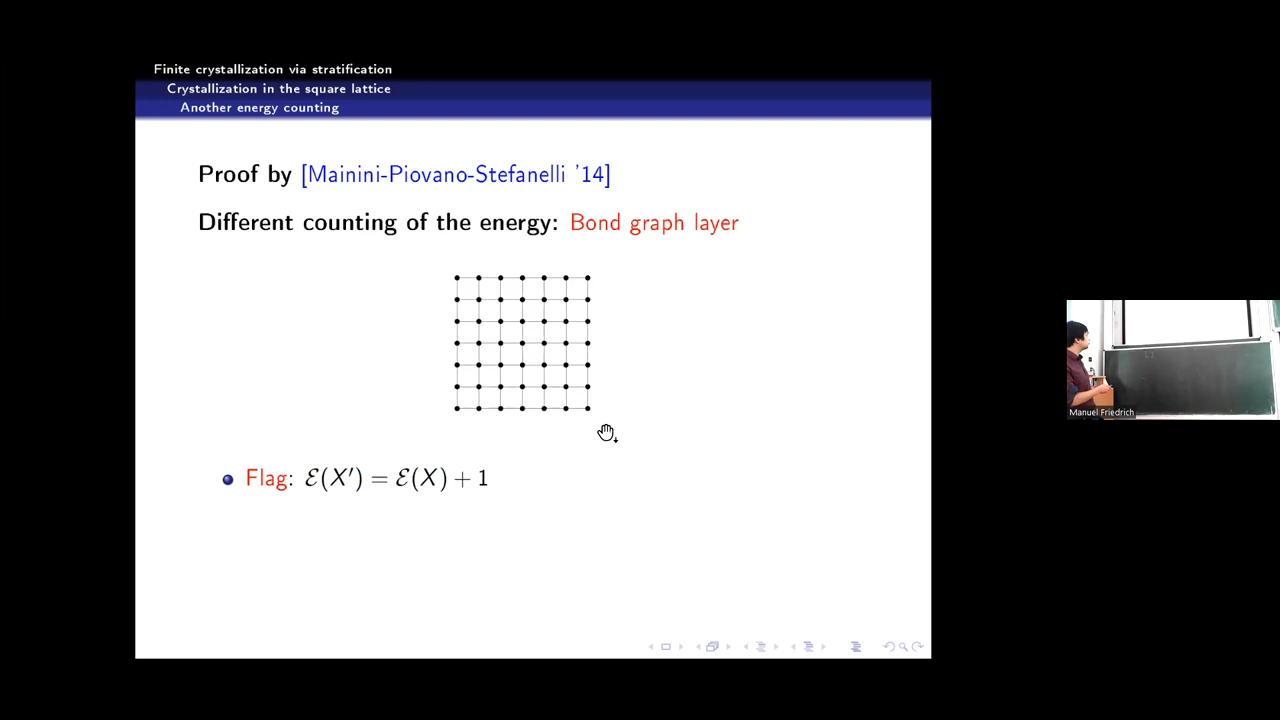 Finite crystallization via stratification
Crystallization in the square lattice
Another energy counting
Proof by [Mainini-Piovano-Stefanelli '14]
Different counting of the energy: Bond graph layer
Flag: ℰ(X′) = ℰ(X) + 1
Manuel Friedrich